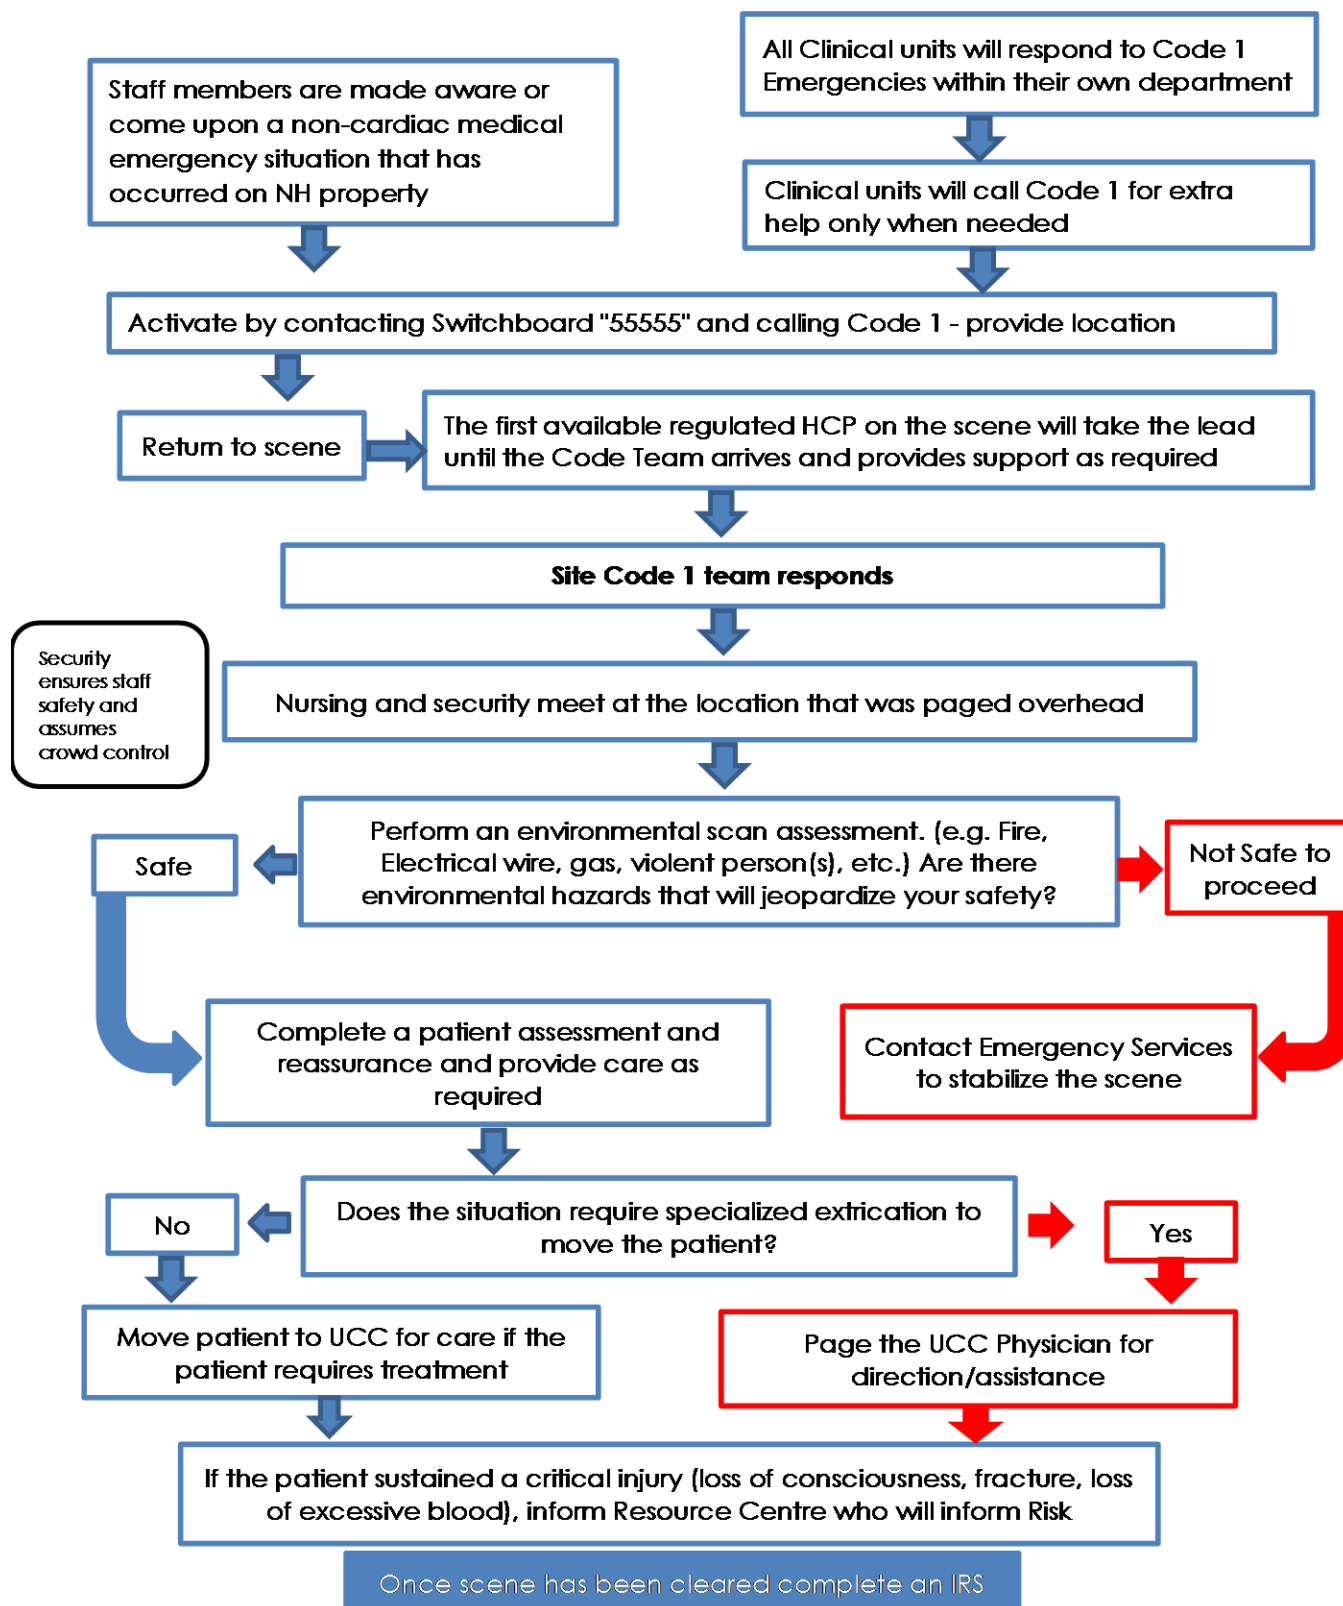 Staff members are made aware or
come upon a non-cardiac medical
emergency situation that has
occurred on NH property
All Clinical units will respond to Code 1
Emergencies within their own department
Clinical units will call Code 1 for extra
help only when needed
Activate by contacting Switchboard "55555" and calling Code 1 - provide location
Return to scene
The first available regulated HCP on the scene will take the lead
until the Code Team arrives and provides support as required
Site Code 1 team responds
Security
ensures staff
safety and
assumes
crowd control
Nursing and security meet at the location that was paged overhead
Perform an environmental scan assessment. (e.g. Fire,
Electrical wire, gas, violent person(s), etc.) Are there
environmental hazards that will jeopardize your safety?
Safe
Not Safe to
proceed
Complete a patient assessment and
reassurance and provide care as
required
Contact Emergency Services
to stabilize the scene
Does the situation require specialized extrication to
move the patient?
No
Yes
Move patient to UCC for care if the
patient requires treatment
Page the UCC Physician for
direction/assistance
If the patient sustained a critical injury (loss of consciousness, fracture, loss
of excessive blood), inform Resource Centre who will inform Risk
Once scene has been cleared complete an IRS